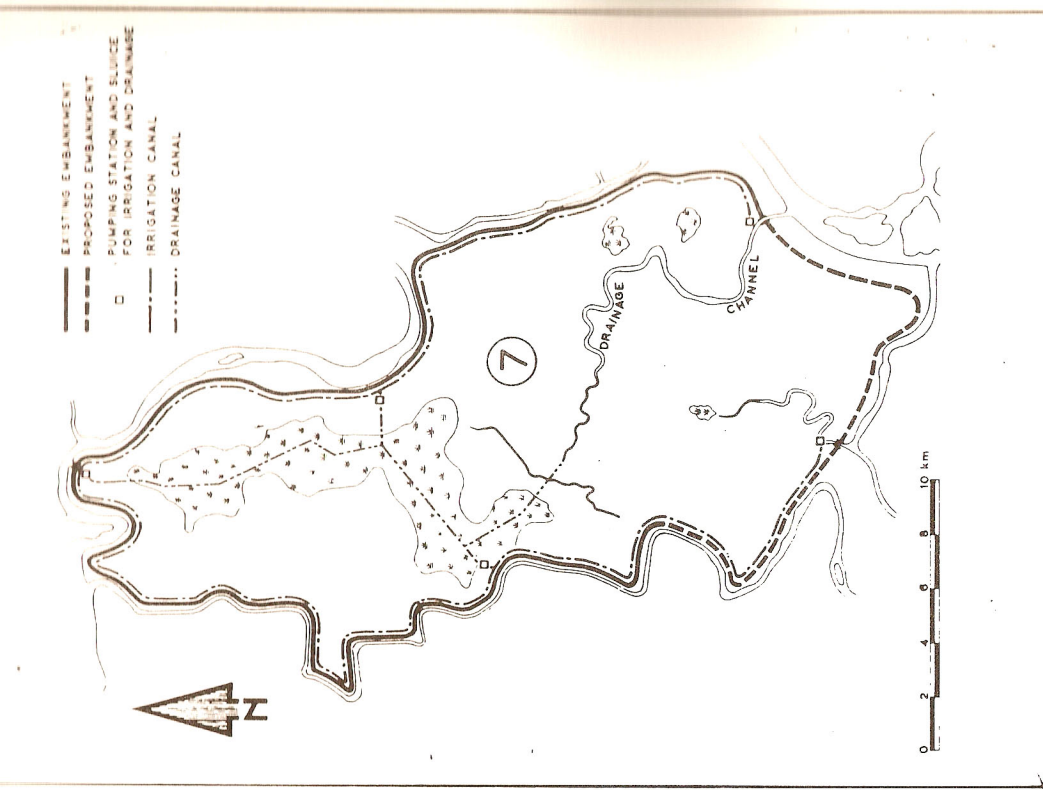 EXISTING EMBANKMENT
PROPOSED EMBANKMENT
PUMPING STATION AND SLUICE
FOR IRRIGATION AND DRAINAGE
IRRIGATION CANAL
DRAINAGE CANAL
7
DRAINAGE
CHANNEL
N
0 2 4 6 8 10 km